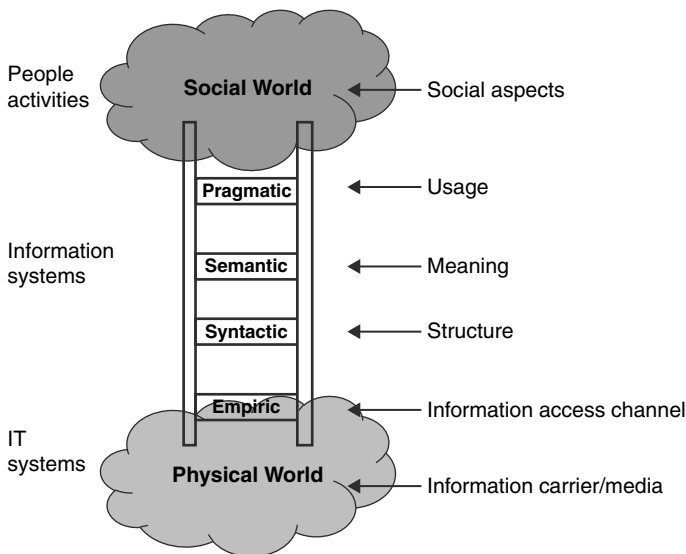 People
activities
Social World
Social aspects
Pragmatic
Usage
Information
systems
Semantic
Meaning
Syntactic
Structure
Empiric
Information access channel
IT
systems
Physical World
Information carrier/media